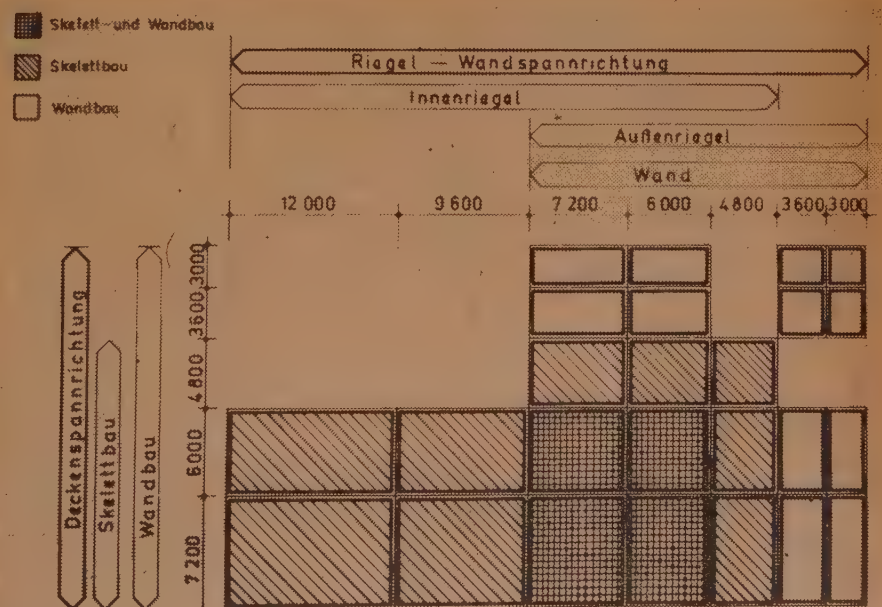 Skelett-und Wandbau
Skelettbau
Wandbau
Riegel — Wandspannrichtung
Innenriegel
Außenriegel
Wand
12 000 9 600 7 200 6 000 4 800 3600 3000
3000
3600
4 800
6000
7 200
Deckenspannrichtung
Skelettbau
Wandbau